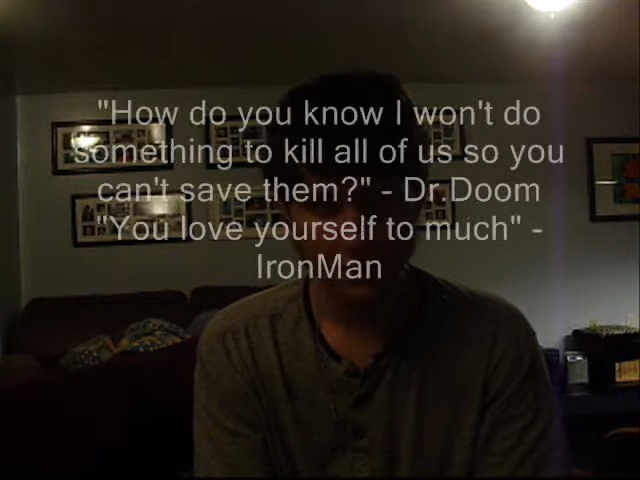 "How do you know I won't do
something to kill all of us so you
can't save them?" - Dr.Doom
"You love yourself to much" -
IronMan